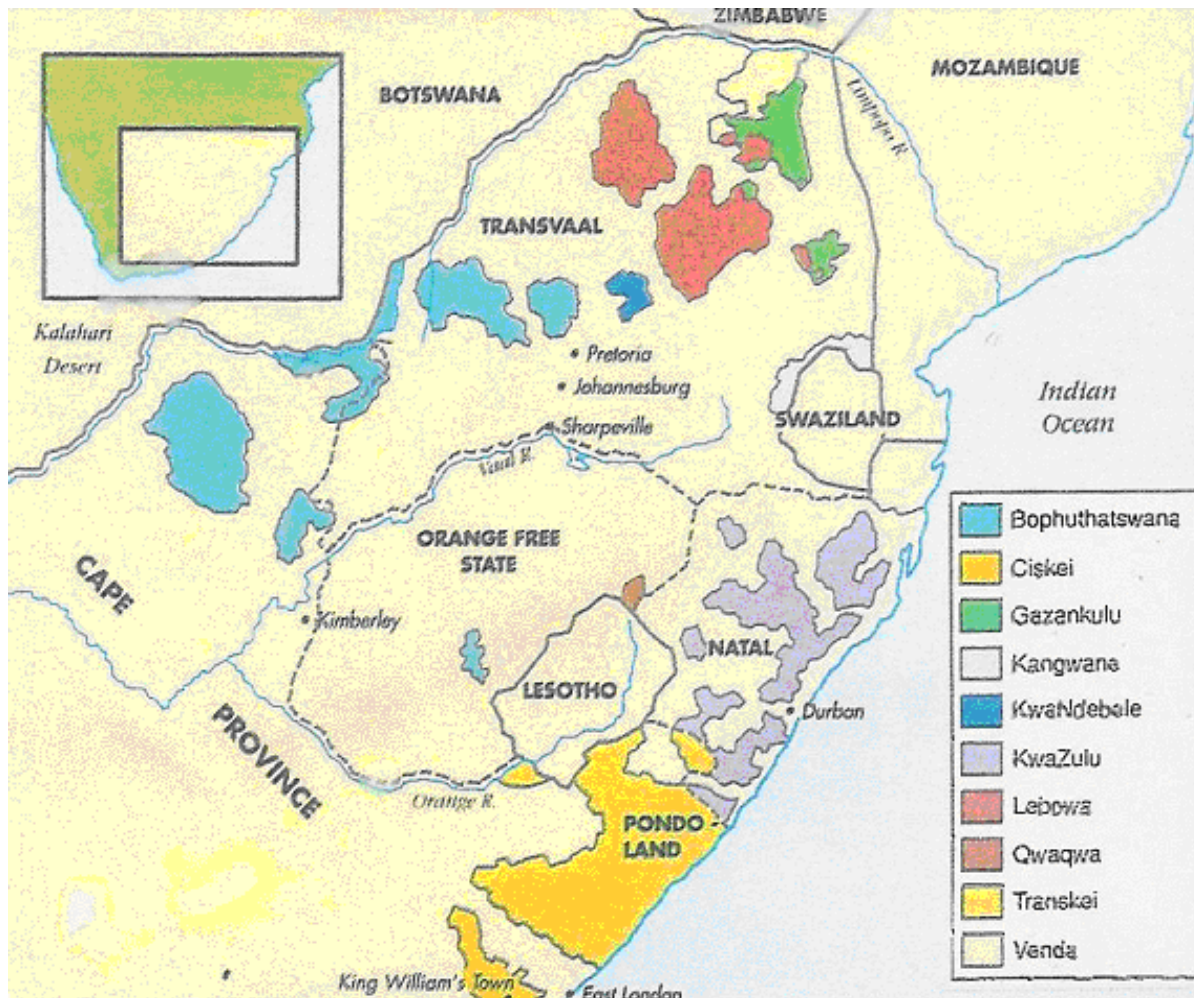 ZIMBABWE
MOZAMBIQUE
BOTSWANA
Limpopo R.
TRANSVAAL
Kalahari
Desert
Pretoria
Johannesburg
Indian
Ocean
SWAZILAND
Sharpeville
Vaal R.
ORANGE FREE
STATE
CAPE
PROVINCE
Kimberley
NATAL
LESOTHO
Durban
Orange R.
PONDO
LAND
King William's Town
East London
Bophuthatswana
Ciskei
Gazankulu
Kangwane
KwaNdebele
KwaZulu
Lebowa
Qwaqwa
Transkei
Venda